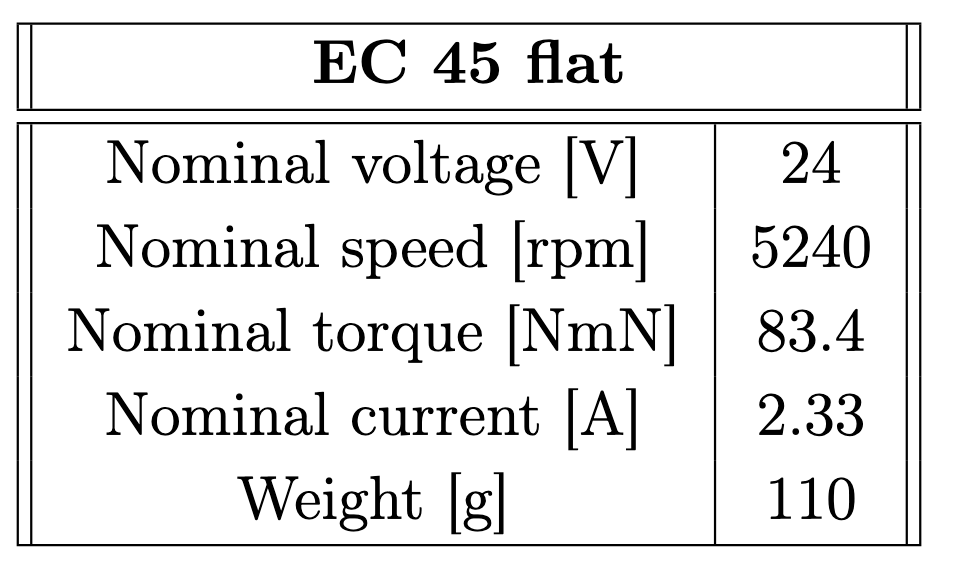 EC 45 flat
Nominal voltage [V] 24
Nominal speed [rpm] 5240
Nominal torque [NmN] 83.4
Nominal current [A] 2.33
Weight [g] 110